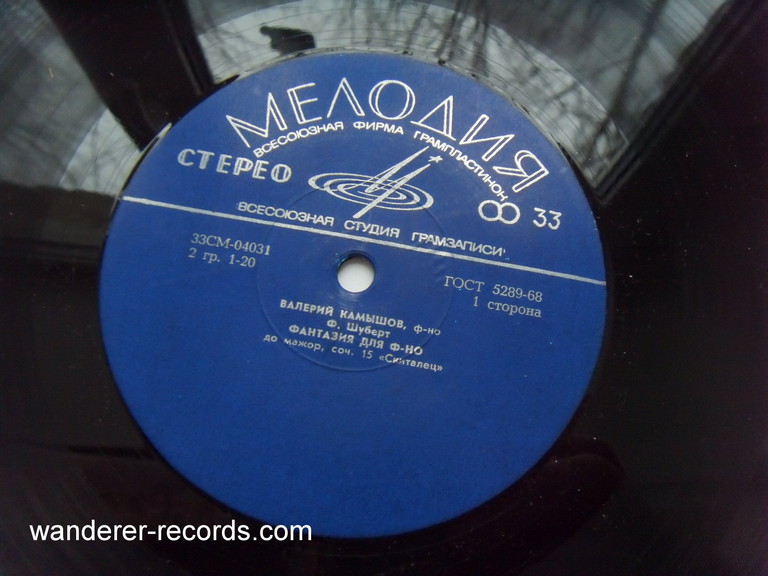 МЕЛОДИЯ
ВСЕСОЮЗНАЯ ФИРМА ГРАМПЛАСТИНОК
СТЕРЕО
33
ВСЕСОЮЗНАЯ СТУДИЯ ГРАМЗАПИСИ
33СМ-04031
2 гр. 1-20
ГОСТ 5289-68
1 сторона
ВАЛЕРИЙ КАМЫШОВ, ф-но
Ф. Шуберт
ФАНТАЗИЯ ДЛЯ Ф-НО
до мажор, соч. 15 «Скиталец»
wanderer-records.com